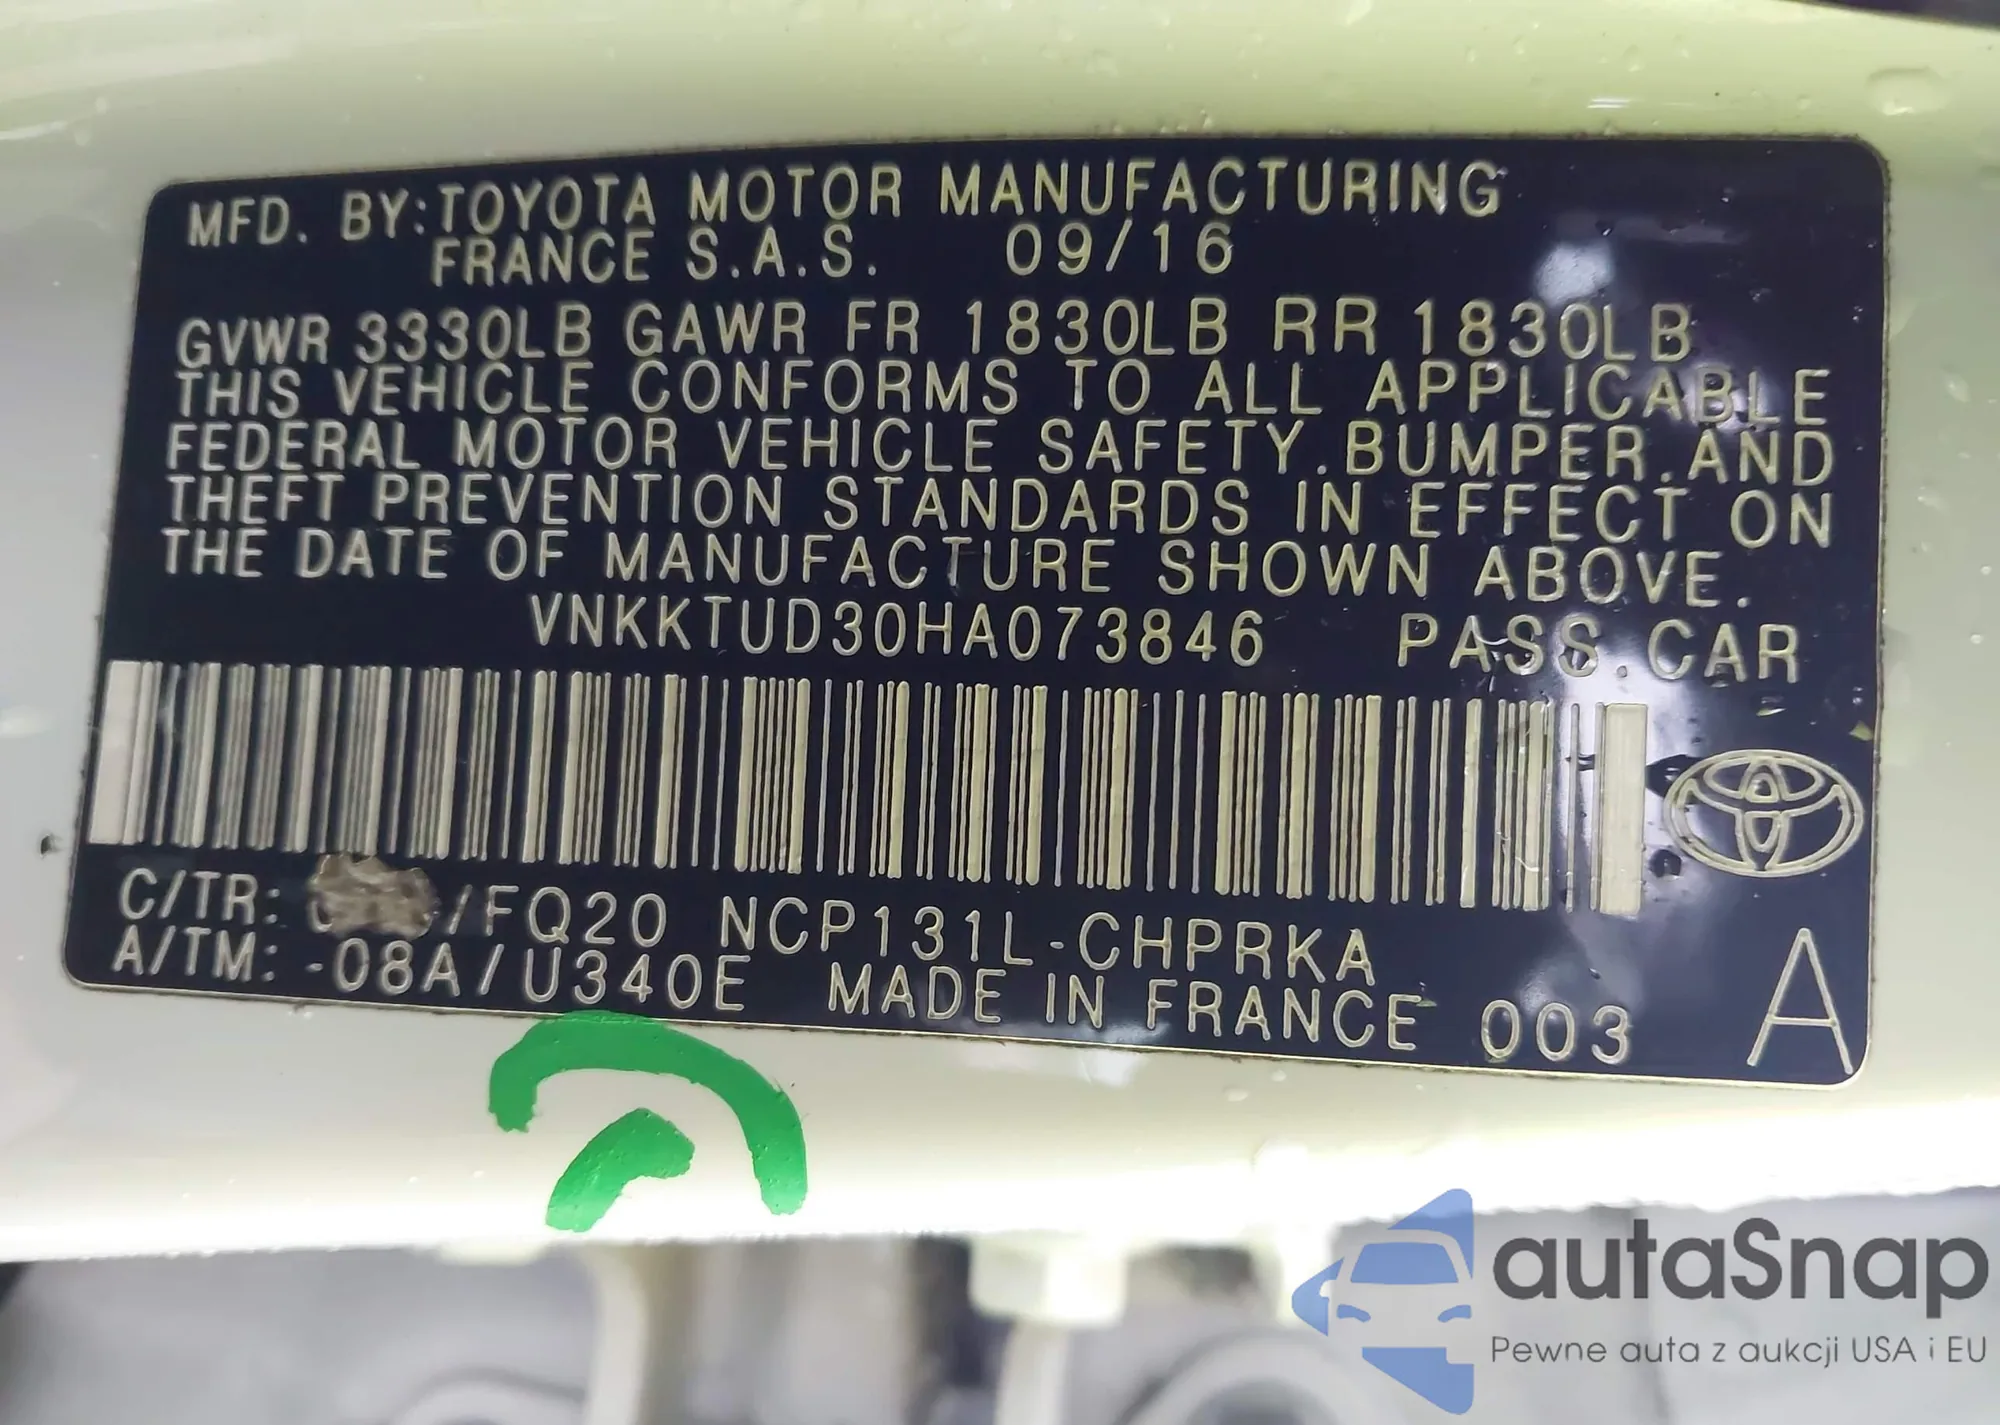 MFD. BY:TOYOTA MOTOR MANUFACTURING
FRANCE S.A.S. 09/16
GVWR 3330LB GAWR FR 1830LB RR 1830LB
THIS VEHICLE CONFORMS TO ALL APPLICABLE
FEDERAL MOTOR VEHICLE SAFETY.BUMPER.AND
THEFT PREVENTION STANDARDS IN EFFECT ON
THE DATE OF MANUFACTURE SHOWN ABOVE.
VNKKTUD30HA073846 PASS.CAR
C/TR: /FQ20 NCP131L-CHPRKA
A/TM: -08A/U340E MADE IN FRANCE 003
A
autaSnap
Pewne auta z aukcji USA i EU